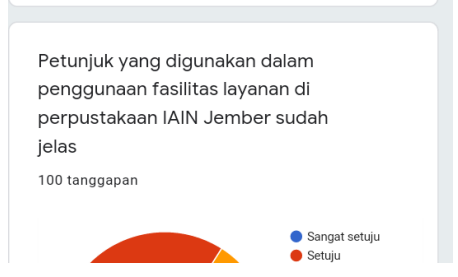 Petunjuk yang digunakan dalam
penggunaan fasilitas layanan di
perpustakaan IAIN Jember sudah
jelas
100 tanggapan
Sangat setuju
Setuju